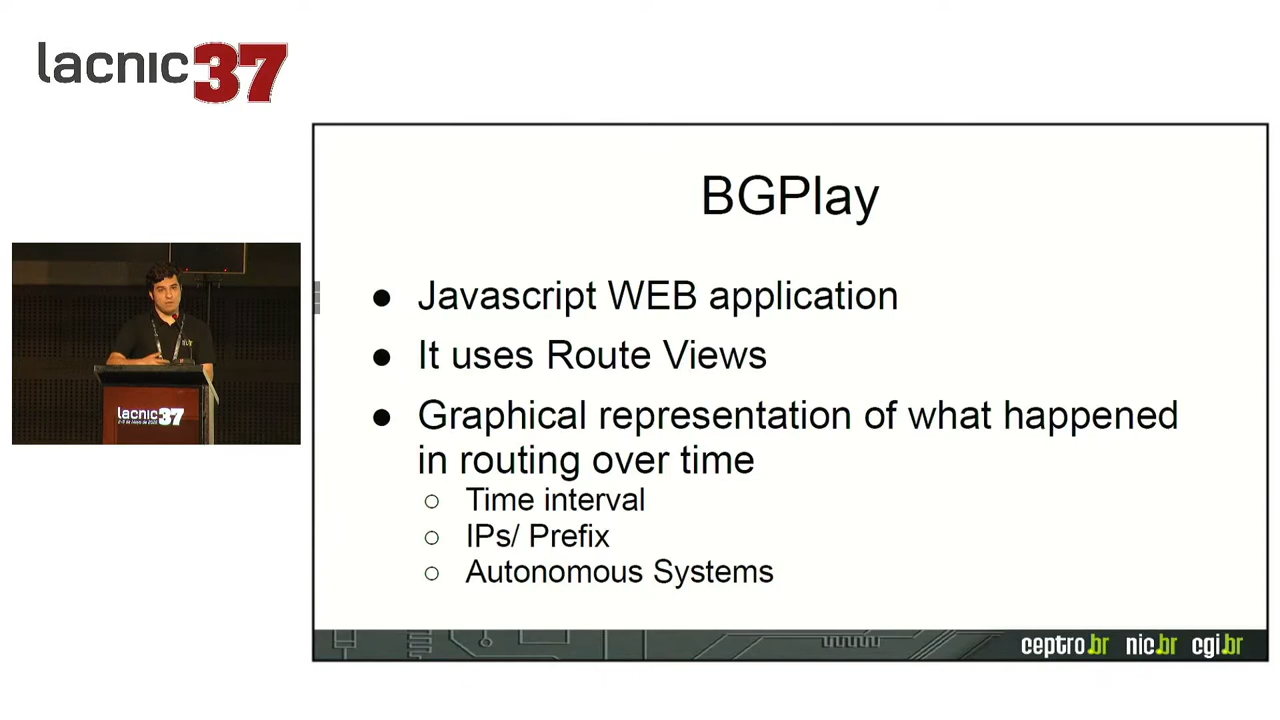 lacnic37
BGPlay
● Javascript WEB application
● It uses Route Views
● Graphical representation of what happened
in routing over time
○ Time interval
○ IPs/ Prefix
○ Autonomous Systems
lacnic37
ceptro.br nic.br cgi.br